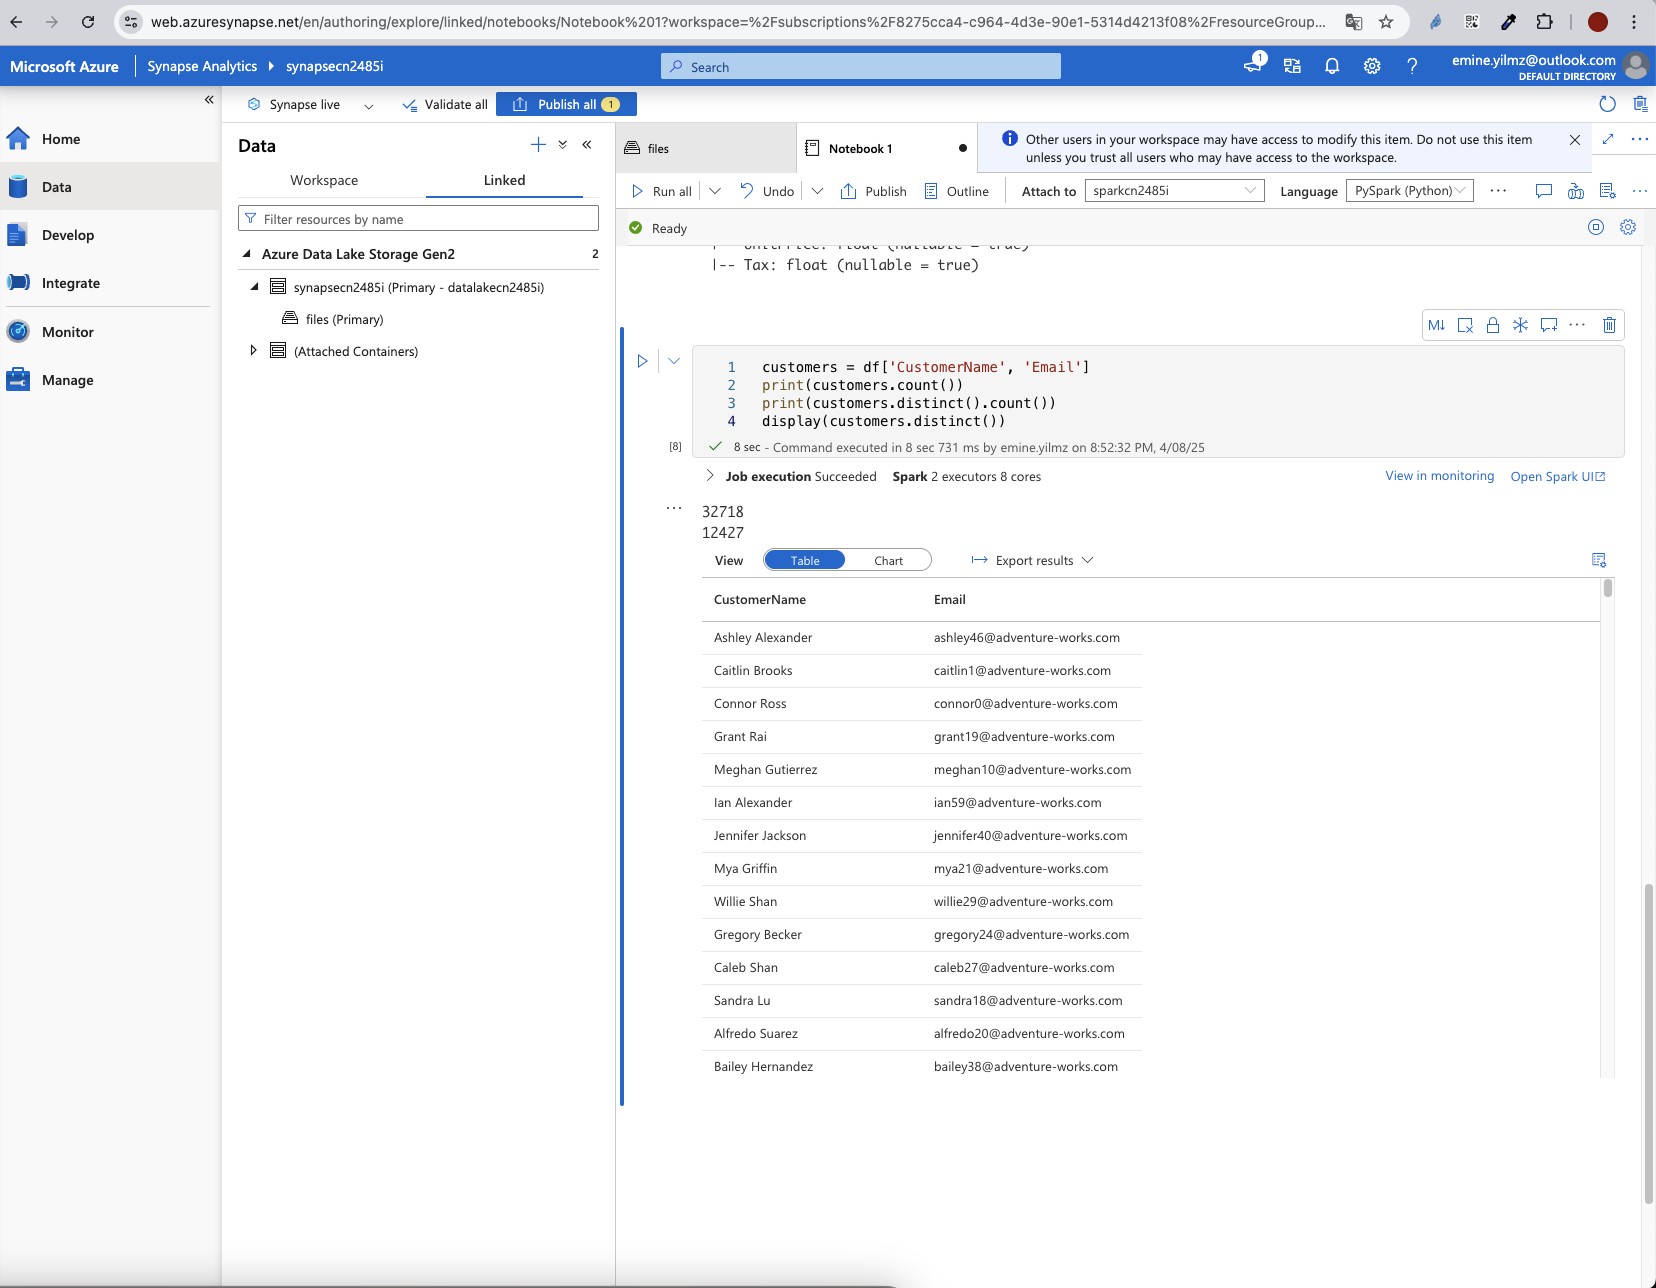 web.azuresynapse.net/en/authoring/explore/linked/notebooks/Notebook%201?workspace=%2Fsubscriptions%2F8275cca4-c964-4d3e-90e1-5314d4213f08%2FresourceGroup...
Microsoft Azure
Synapse Analytics
synapsecn2485i
Search
1
emine.yilmz@outlook.com
DEFAULT DIRECTORY
Synapse live
Validate all
Publish all 1
Home
Data
Develop
Integrate
Monitor
Manage
Data
Workspace
Linked
Filter resources by name
Azure Data Lake Storage Gen2 2
synapsecn2485i (Primary - datalakecn2485i)
files (Primary)
(Attached Containers)
files
Notebook 1
Other users in your workspace may have access to modify this item. Do not use this item
unless you trust all users who may have access to the workspace.
Run all
Undo
Publish
Outline
Attach to
sparkcn2485i
Language
PySpark (Python)
Ready
|-- UnitPrice: float (nullable = true)
|-- Tax: float (nullable = true)
M↓
1 customers = df['CustomerName', 'Email']
2 print(customers.count())
3 print(customers.distinct().count())
4 display(customers.distinct())
[8]
8 sec - Command executed in 8 sec 731 ms by emine.yilmz on 8:52:32 PM, 4/08/25
Job execution Succeeded Spark 2 executors 8 cores
View in monitoring
Open Spark UI
32718
12427
View
Table
Chart
Export results
CustomerName Email
Ashley Alexander ashley46@adventure-works.com
Caitlin Brooks caitlin1@adventure-works.com
Connor Ross connor0@adventure-works.com
Grant Rai grant19@adventure-works.com
Meghan Gutierrez meghan10@adventure-works.com
Ian Alexander ian59@adventure-works.com
Jennifer Jackson jennifer40@adventure-works.com
Mya Griffin mya21@adventure-works.com
Willie Shan willie29@adventure-works.com
Gregory Becker gregory24@adventure-works.com
Caleb Shan caleb27@adventure-works.com
Sandra Lu sandra18@adventure-works.com
Alfredo Suarez alfredo20@adventure-works.com
Bailey Hernandez bailey38@adventure-works.com